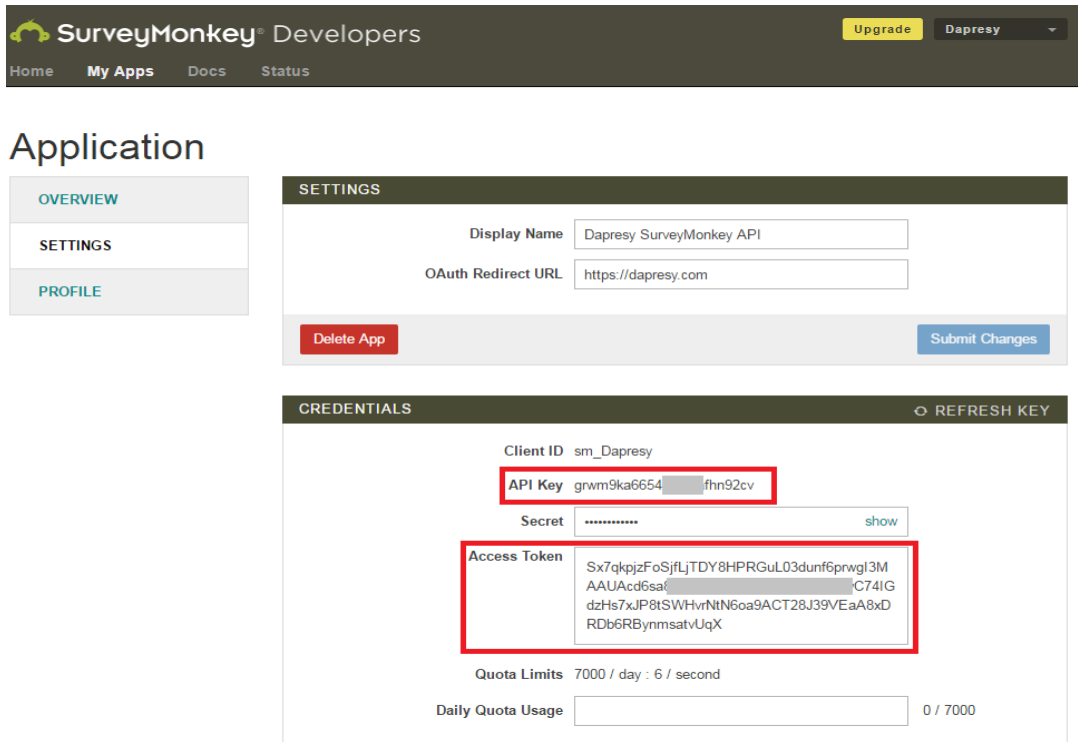 SurveyMonkey® Developers
Upgrade
Dapresy
Home My Apps Docs Status
Application
OVERVIEW
SETTINGS
PROFILE
SETTINGS
Display Name Dapresy SurveyMonkey API
OAuth Redirect URL https://dapresy.com
Delete App
Submit Changes
CREDENTIALS
REFRESH KEY
Client ID sm_Dapresy
API Key grwm9ka6654 fhn92cv
Secret ············ show
Access Token
Sx7qkpjzFoSjfLjTDY8HPRGuL03dunf6prwgI3M
AAUAcd6sa8 C74IG
dzHs7xJP8tSWHvrNtN6oa9ACT28J39VEaA8xD
RDb6RBynmsatvUqX
Quota Limits 7000 / day : 6 / second
Daily Quota Usage 0 / 7000